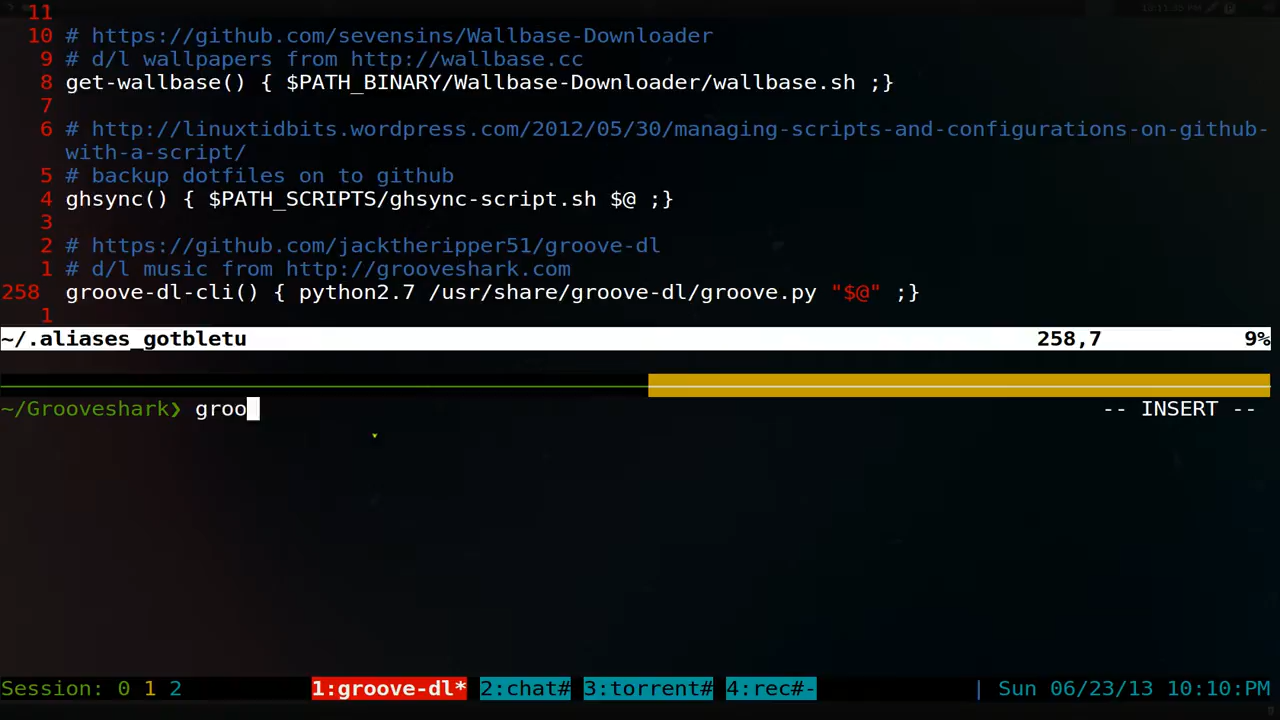 11
10 # https://github.com/sevensins/Wallbase-Downloader
9 # d/l wallpapers from http://wallbase.cc
8 get-wallbase() { $PATH_BINARY/Wallbase-Downloader/wallbase.sh ;}
7
6 # http://linuxtidbits.wordpress.com/2012/05/30/managing-scripts-and-configurations-on-github-
with-a-script/
5 # backup dotfiles on to github
4 ghsync() { $PATH_SCRIPTS/ghsync-script.sh $@ ;}
3
2 # https://github.com/jacktheripper51/groove-dl
1 # d/l music from http://grooveshark.com
258 groove-dl-cli() { python2.7 /usr/share/groove-dl/groove.py "$@" ;}
1
~/.aliases_gotbletu 258,7 9%
~/Grooveshark❯ groo -- INSERT --
Session: 0 1 2 1:groove-dl* 2:chat# 3:torrent# 4:rec#- | Sun 06/23/13 10:10:PM